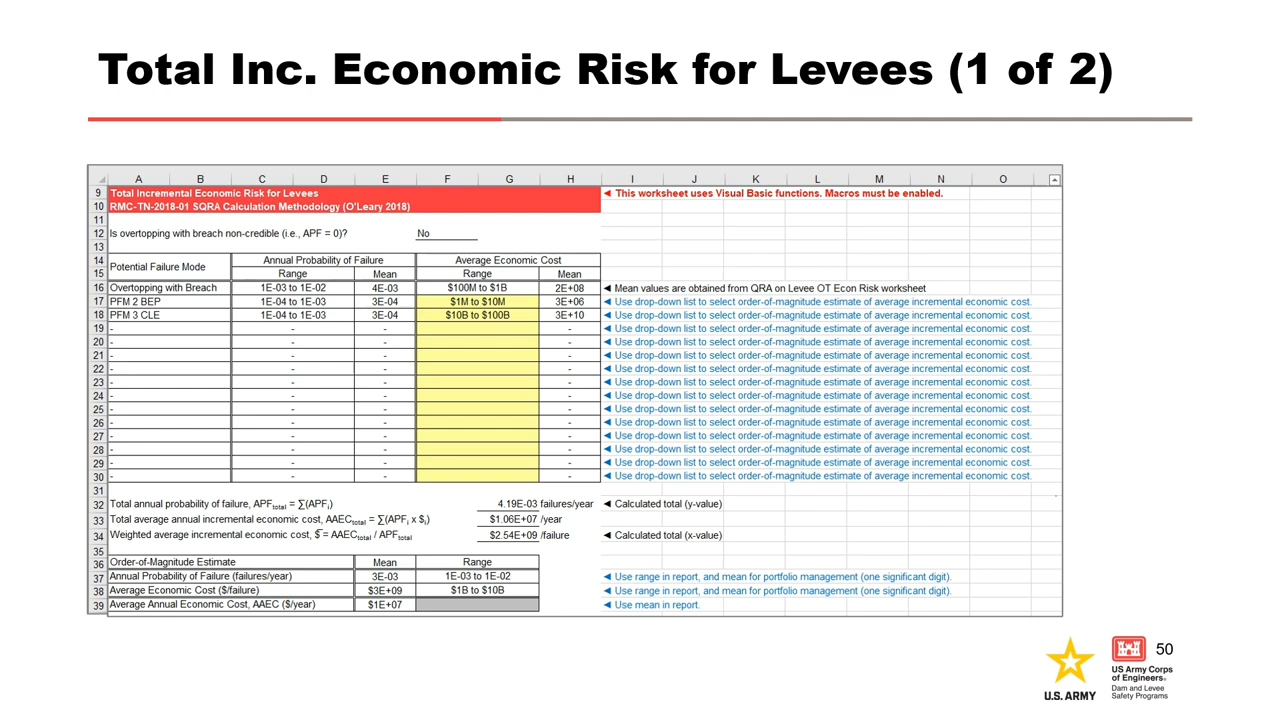 Total Inc. Economic Risk for Levees (1 of 2)
A B C D E F G H I J K L M N O
9 Total Incremental Economic Risk for Levees ◄ This worksheet uses Visual Basic functions. Macros must be enabled.
10 RMC-TN-2018-01 SQRA Calculation Methodology (O'Leary 2018)
11
12 Is overtopping with breach non-credible (i.e., APF = 0)? No
13
14 Potential Failure Mode Annual Probability of Failure Average Economic Cost
15 Range Mean Range Mean
16 Overtopping with Breach 1E-03 to 1E-02 4E-03 $100M to $1B 2E+08 ◄ Mean values are obtained from QRA on Levee OT Econ Risk worksheet
17 PFM 2 BEP 1E-04 to 1E-03 3E-04 $1M to $10M 3E+06 ◄ Use drop-down list to select order-of-magnitude estimate of average incremental economic cost.
18 PFM 3 CLE 1E-04 to 1E-03 3E-04 $10B to $100B 3E+10 ◄ Use drop-down list to select order-of-magnitude estimate of average incremental economic cost.
19 - - - - ◄ Use drop-down list to select order-of-magnitude estimate of average incremental economic cost.
20 - - - - ◄ Use drop-down list to select order-of-magnitude estimate of average incremental economic cost.
21 - - - - ◄ Use drop-down list to select order-of-magnitude estimate of average incremental economic cost.
22 - - - - ◄ Use drop-down list to select order-of-magnitude estimate of average incremental economic cost.
23 - - - - ◄ Use drop-down list to select order-of-magnitude estimate of average incremental economic cost.
24 - - - - ◄ Use drop-down list to select order-of-magnitude estimate of average incremental economic cost.
25 - - - - ◄ Use drop-down list to select order-of-magnitude estimate of average incremental economic cost.
26 - - - - ◄ Use drop-down list to select order-of-magnitude estimate of average incremental economic cost.
27 - - - - ◄ Use drop-down list to select order-of-magnitude estimate of average incremental economic cost.
28 - - - - ◄ Use drop-down list to select order-of-magnitude estimate of average incremental economic cost.
29 - - - - ◄ Use drop-down list to select order-of-magnitude estimate of average incremental economic cost.
30 - - - - ◄ Use drop-down list to select order-of-magnitude estimate of average incremental economic cost.
31
32 Total annual probability of failure, APFtotal = ∑(APFi) 4.19E-03 failures/year ◄ Calculated total (y-value)
33 Total average annual incremental economic cost, AAECtotal = ∑(APFi x $i) $1.06E+07 /year
34 Weighted average incremental economic cost, $̅ = AAECtotal / APFtotal $2.54E+09 /failure ◄ Calculated total (x-value)
35
36 Order-of-Magnitude Estimate Mean Range
37 Annual Probability of Failure (failures/year) 3E-03 1E-03 to 1E-02 ◄ Use range in report, and mean for portfolio management (one significant digit).
38 Average Economic Cost ($/failure) $3E+09 $1B to $10B ◄ Use range in report, and mean for portfolio management (one significant digit).
39 Average Annual Economic Cost, AAEC ($/year) $1E+07 ◄ Use mean in report.
50
U.S. ARMY
US Army Corps
of Engineers®
Dam and Levee
Safety Programs